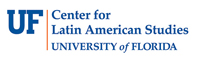 UF Center for
Latin American Studies
UNIVERSITY of FLORIDA